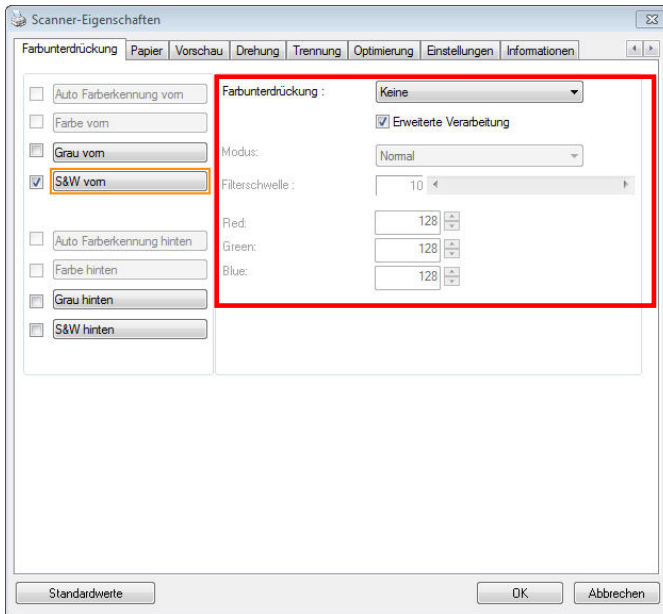 Scanner-Eigenschaften
Farbunterdrückung Papier Vorschau Drehung Trennung Optimierung Einstellungen Informationen
Auto Farberkennung vorn
Farbe vorn
Grau vorn
S&W vorn
Auto Farberkennung hinten
Farbe hinten
Grau hinten
S&W hinten
Farbunterdrückung : Keine
Erweiterte Verarbeitung
Modus: Normal
Filterschwelle : 10
Red: 128
Green: 128
Blue: 128
Standardwerte OK Abbrechen